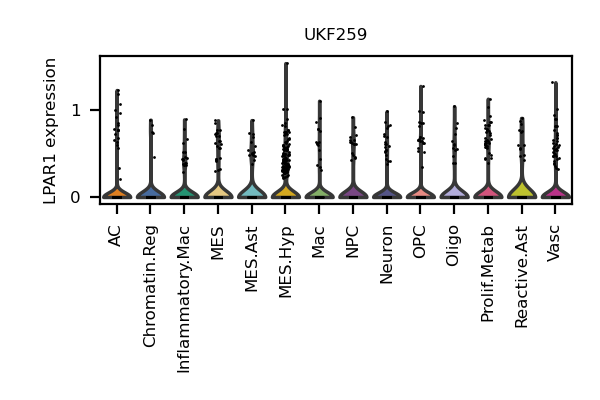 UKF259
LPAR1 expression
1
0
AC
Chromatin.Reg
Inflammatory.Mac
MES
MES.Ast
MES.Hyp
Mac
NPC
Neuron
OPC
Oligo
Prolif.Metab
Reactive.Ast
Vasc